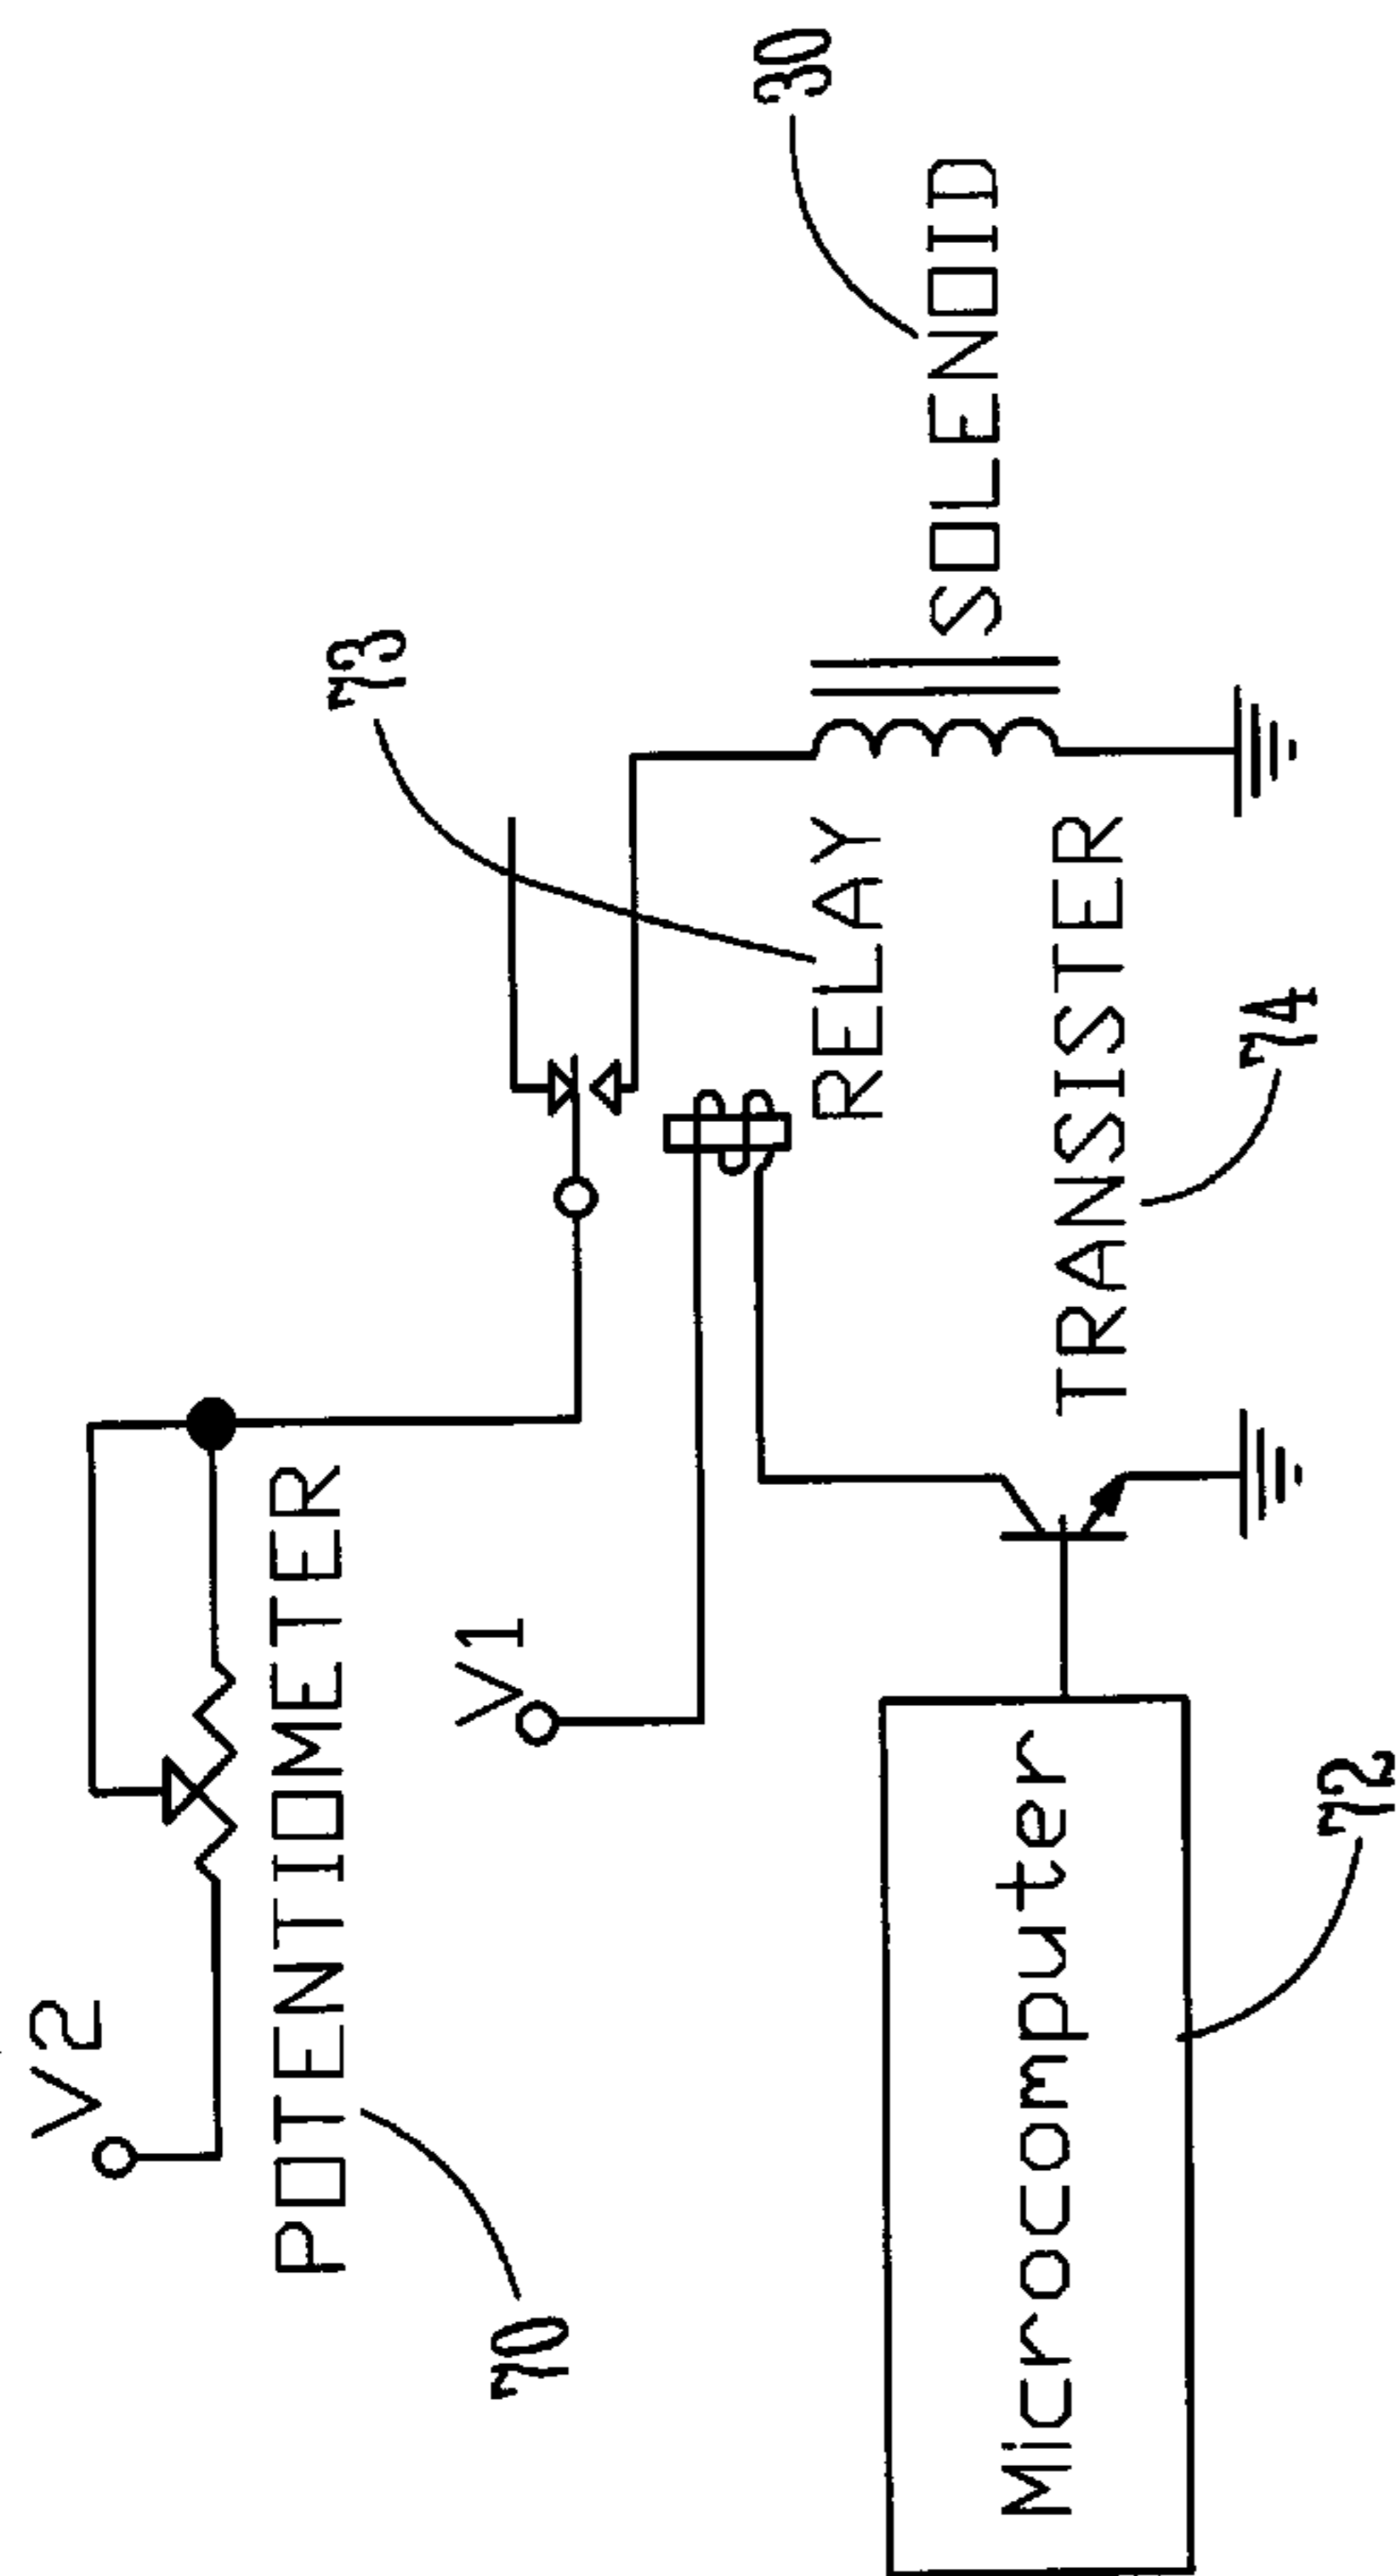 V2
POTENTIOMETER
70
V1
73
RELAY
30
SOLENOID
TRANSISTER
74
Microcomputer
72